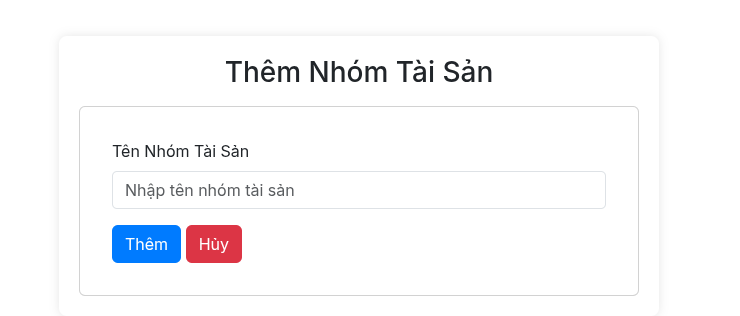 Thêm Nhóm Tài Sản
Tên Nhóm Tài Sản
Nhập tên nhóm tài sản
Thêm Hủy